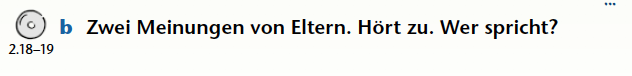 b Zwei Meinungen von Eltern. Hört zu. Wer spricht?
2.18–19